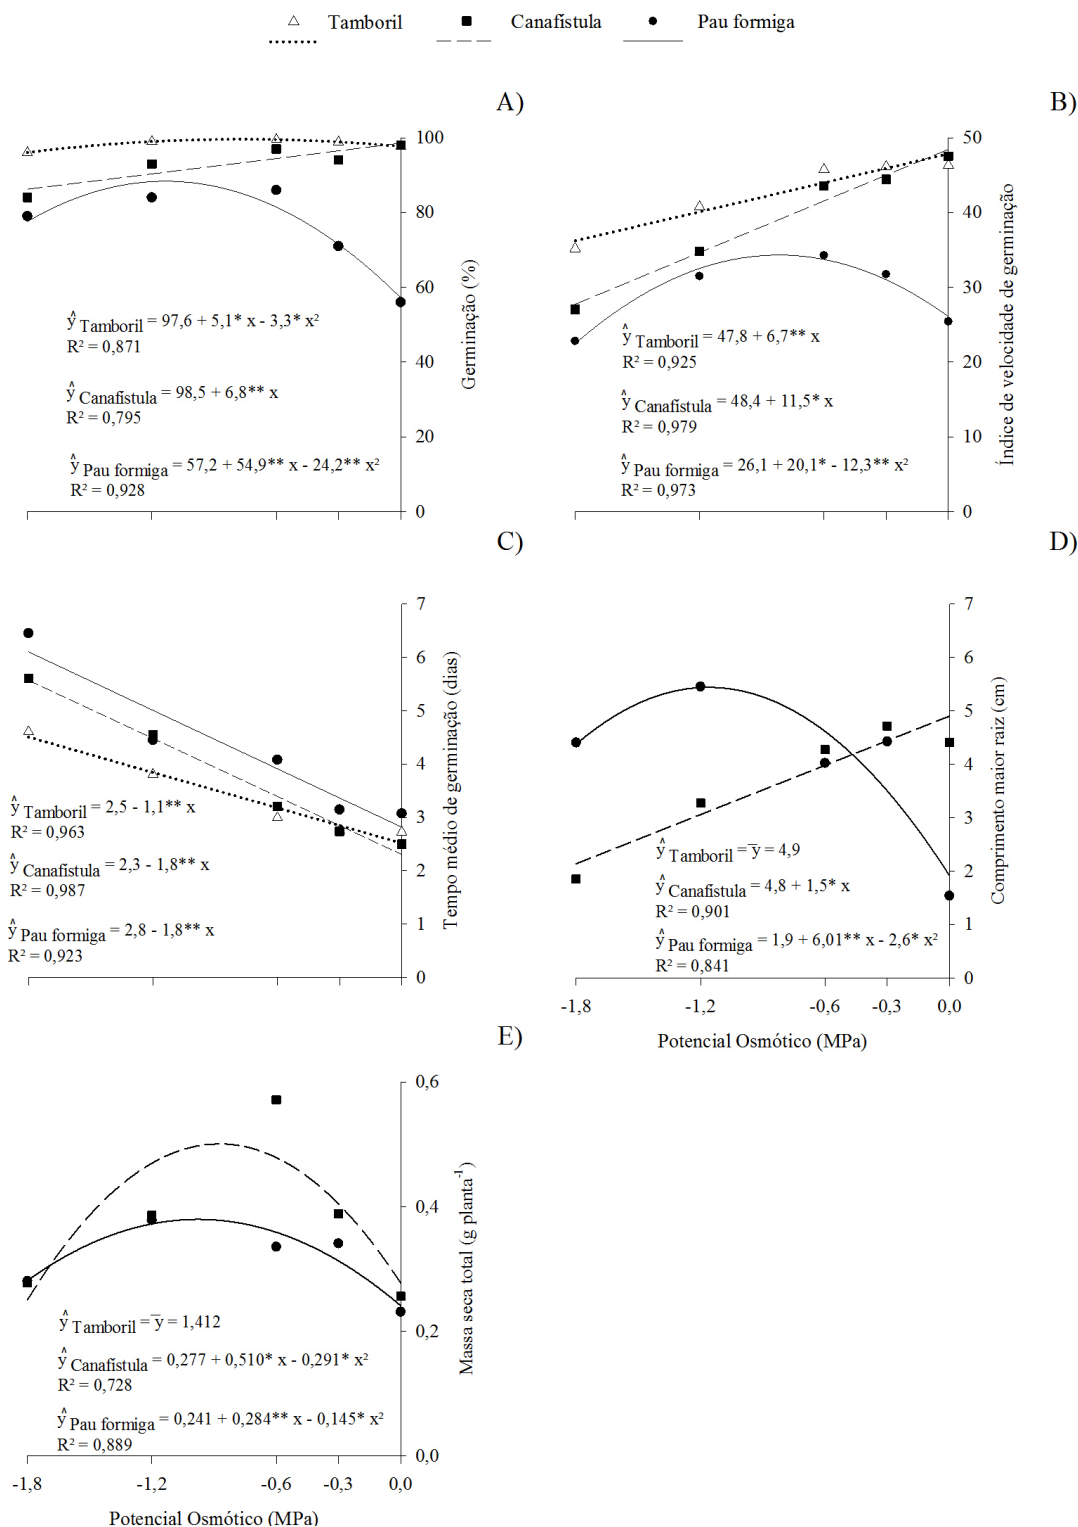 Tamboril Canafístula Pau formiga
A)
100
80
60
40
20
0
Germinação (%)
ŷ Tamboril = 97,6 + 5,1* x - 3,3* x²
R² = 0,871
ŷ Canafístula = 98,5 + 6,8** x
R² = 0,795
ŷ Pau formiga = 57,2 + 54,9** x - 24,2** x²
R² = 0,928
B)
50
40
30
20
10
0
Índice de velocidade de germinação
ŷ Tamboril = 47,8 + 6,7** x
R² = 0,925
ŷ Canafístula = 48,4 + 11,5* x
R² = 0,979
ŷ Pau formiga = 26,1 + 20,1* - 12,3** x²
R² = 0,973
C)
7
6
5
4
3
2
1
0
Tempo médio de germinação (dias)
ŷ Tamboril = 2,5 - 1,1** x
R² = 0,963
ŷ Canafístula = 2,3 - 1,8** x
R² = 0,987
ŷ Pau formiga = 2,8 - 1,8** x
R² = 0,923
D)
7
6
5
4
3
2
1
0
Comprimento maior raiz (cm)
ŷ Tamboril = y̅ = 4,9
ŷ Canafístula = 4,8 + 1,5* x
R² = 0,901
ŷ Pau formiga = 1,9 + 6,01** x - 2,6* x²
R² = 0,841
-1,8 -1,2 -0,6 -0,3 0,0
Potencial Osmótico (MPa)
E)
0,6
0,4
0,2
0,0
Massa seca total (g planta⁻¹)
ŷ Tamboril = y̅ = 1,412
ŷ Canafístula = 0,277 + 0,510* x - 0,291* x²
R² = 0,728
ŷ Pau formiga = 0,241 + 0,284** x - 0,145* x²
R² = 0,889
-1,8 -1,2 -0,6 -0,3 0,0
Potencial Osmótico (MPa)